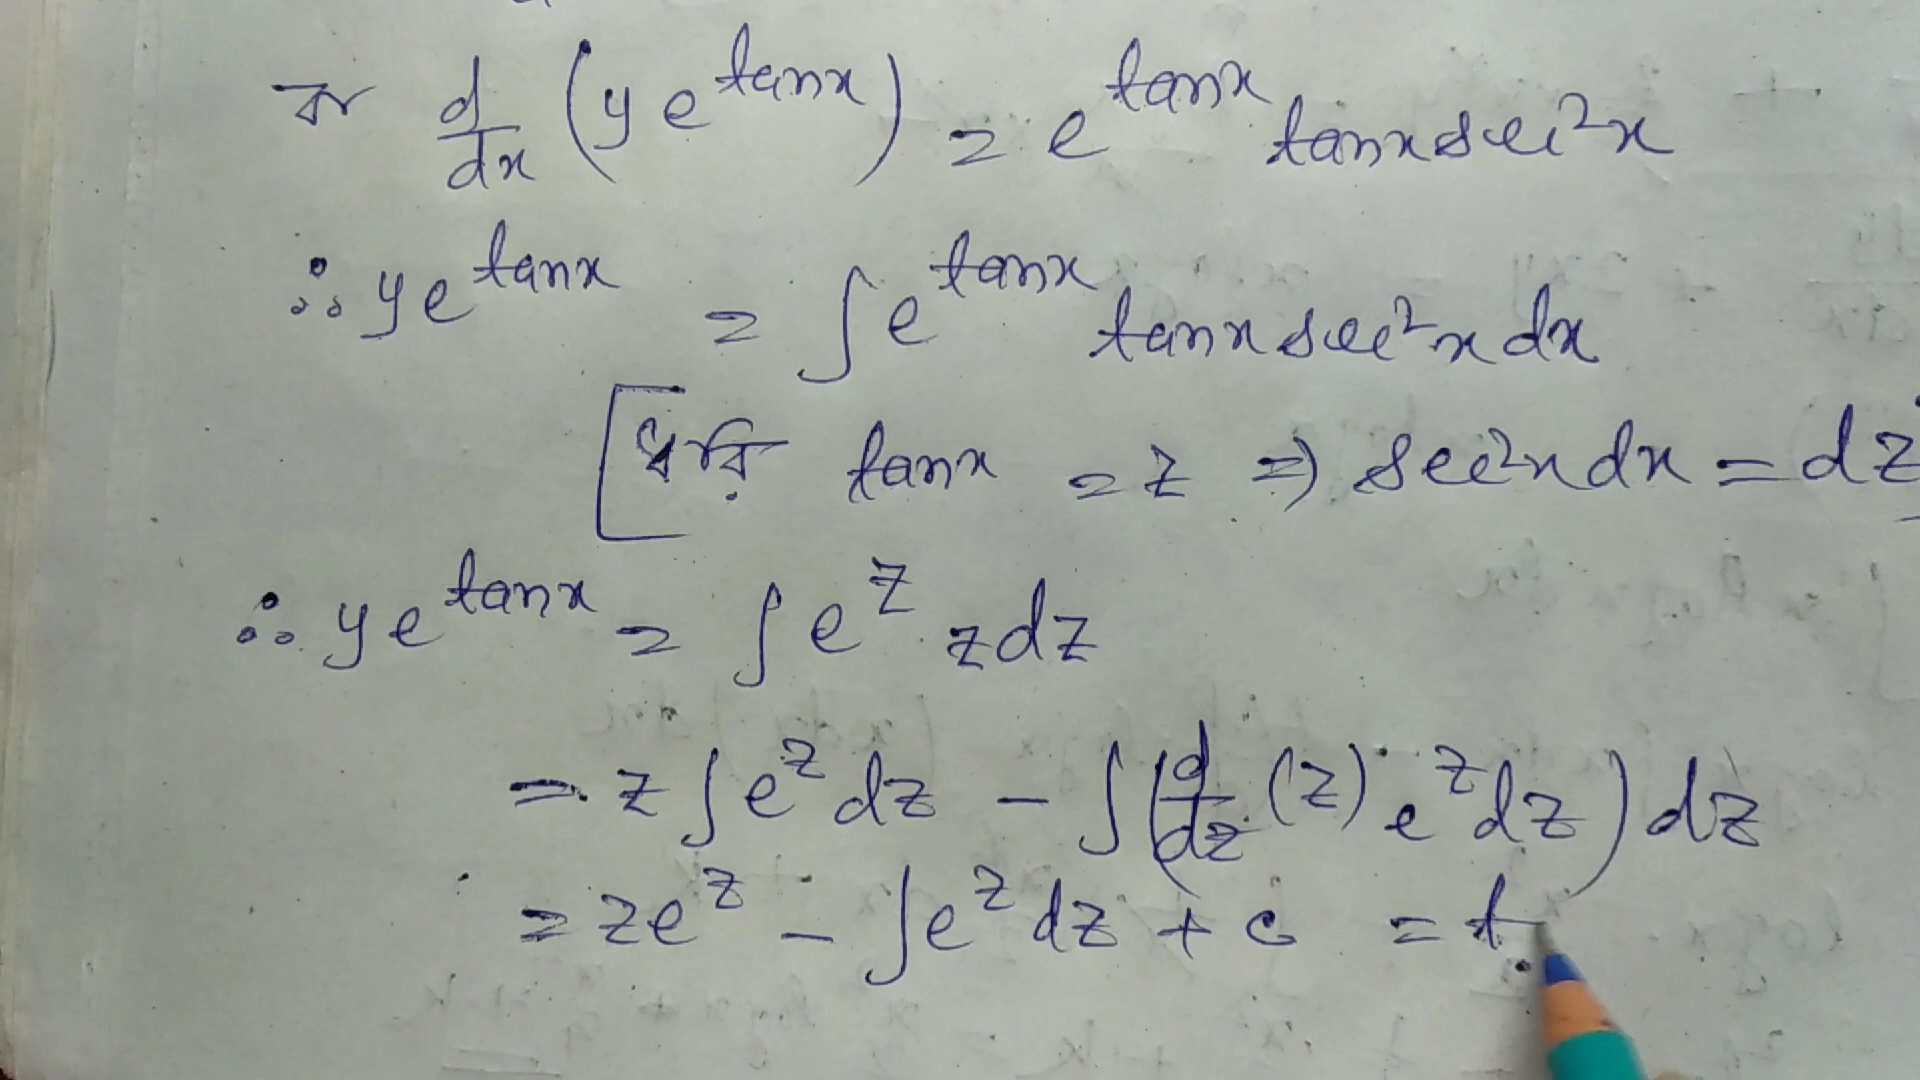 বা d/dx (y e^tanx) = e^tanx tanx sec²x
∴ y e^tanx = ∫ e^tanx tanx sec²x dx
[ধরি tanx = z ⇒ sec²x dx = dz
∴ y e^tanx = ∫ e^z z dz
= z ∫ e^z dz - ∫ (d/dz (z) . e^z dz) dz
= z e^z - ∫ e^z dz + c = t